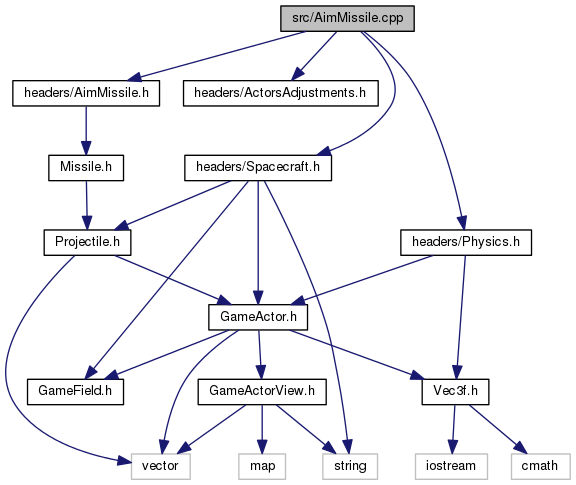 src/AimMissile.cpp
headers/AimMissile.h
headers/ActorsAdjustments.h
Missile.h
headers/Spacecraft.h
Projectile.h
headers/Physics.h
GameActor.h
GameField.h
GameActorView.h
Vec3f.h
vector
map
string
iostream
cmath